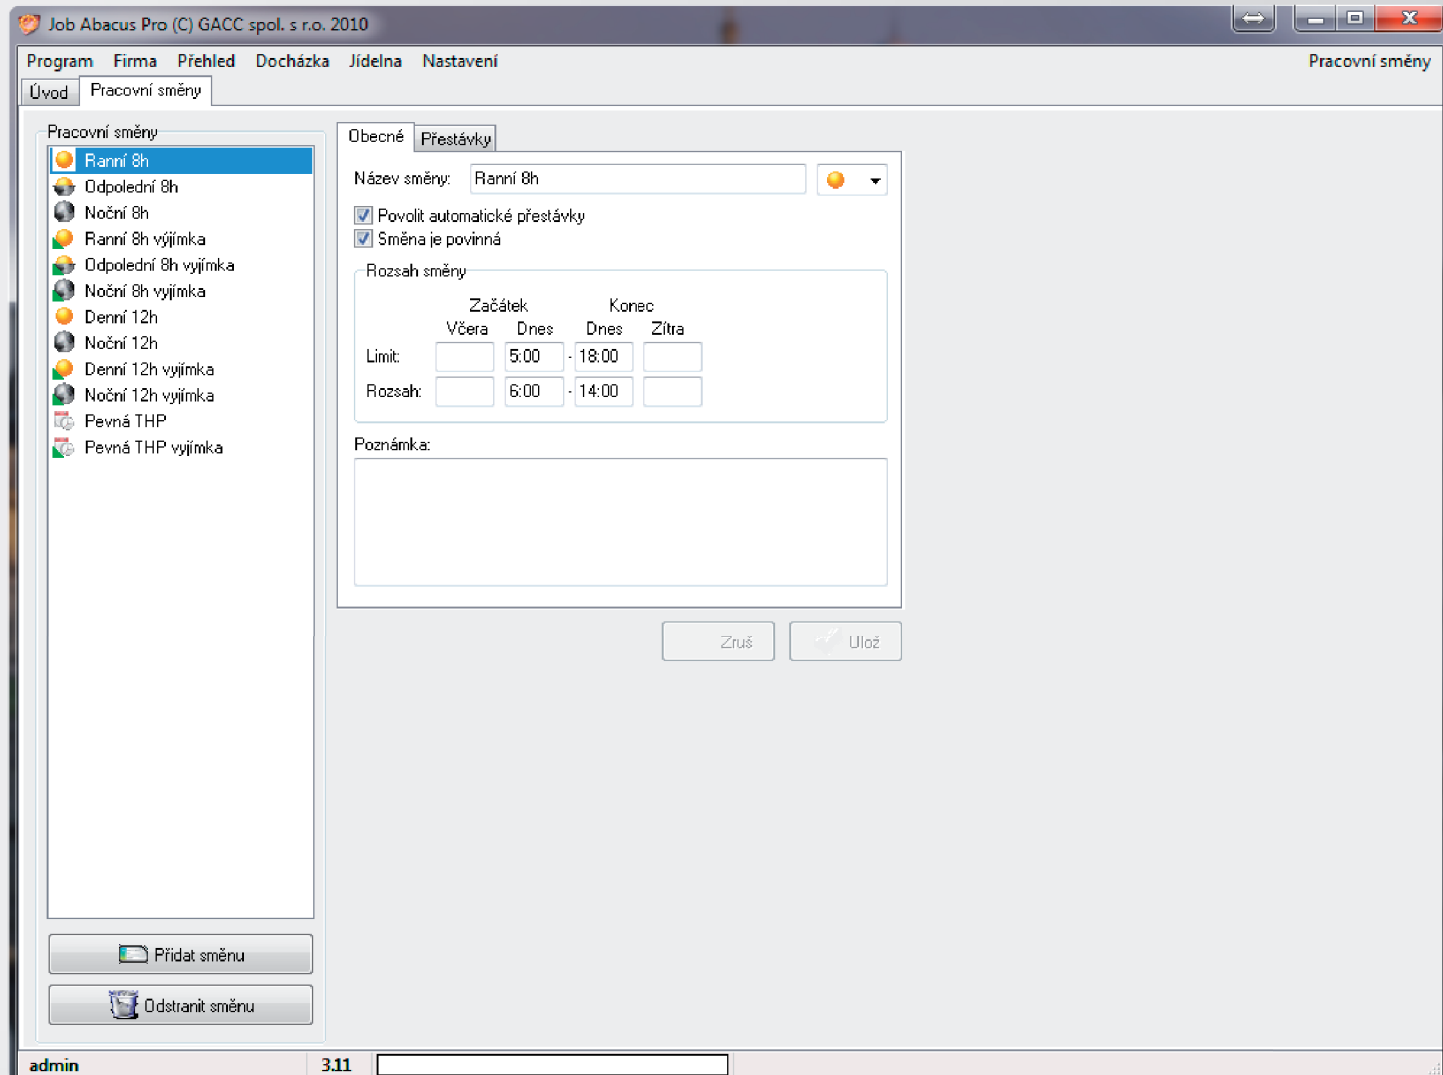 Job Abacus Pro (C) GACC spol. s r.o. 2010
Program Firma Přehled Docházka Jídelna Nastavení Pracovní směny
Úvod Pracovní směny
Pracovní směny
Ranní 8h
Odpolední 8h
Noční 8h
Ranní 8h výjímka
Odpolední 8h vyjímka
Noční 8h vyjímka
Denní 12h
Noční 12h
Denní 12h vyjímka
Noční 12h vyjímka
Pevná THP
Pevná THP vyjímka
Přidat směnu
Odstranit směnu
Obecné Přestávky
Název směny: Ranní 8h
Povolit automatické přestávky
Směna je povinná
Rozsah směny
Začátek Konec
Včera Dnes Dnes Zítra
Limit: 5:00 - 18:00
Rozsah: 6:00 - 14:00
Poznámka:
Zruš Ulož
admin 3.11